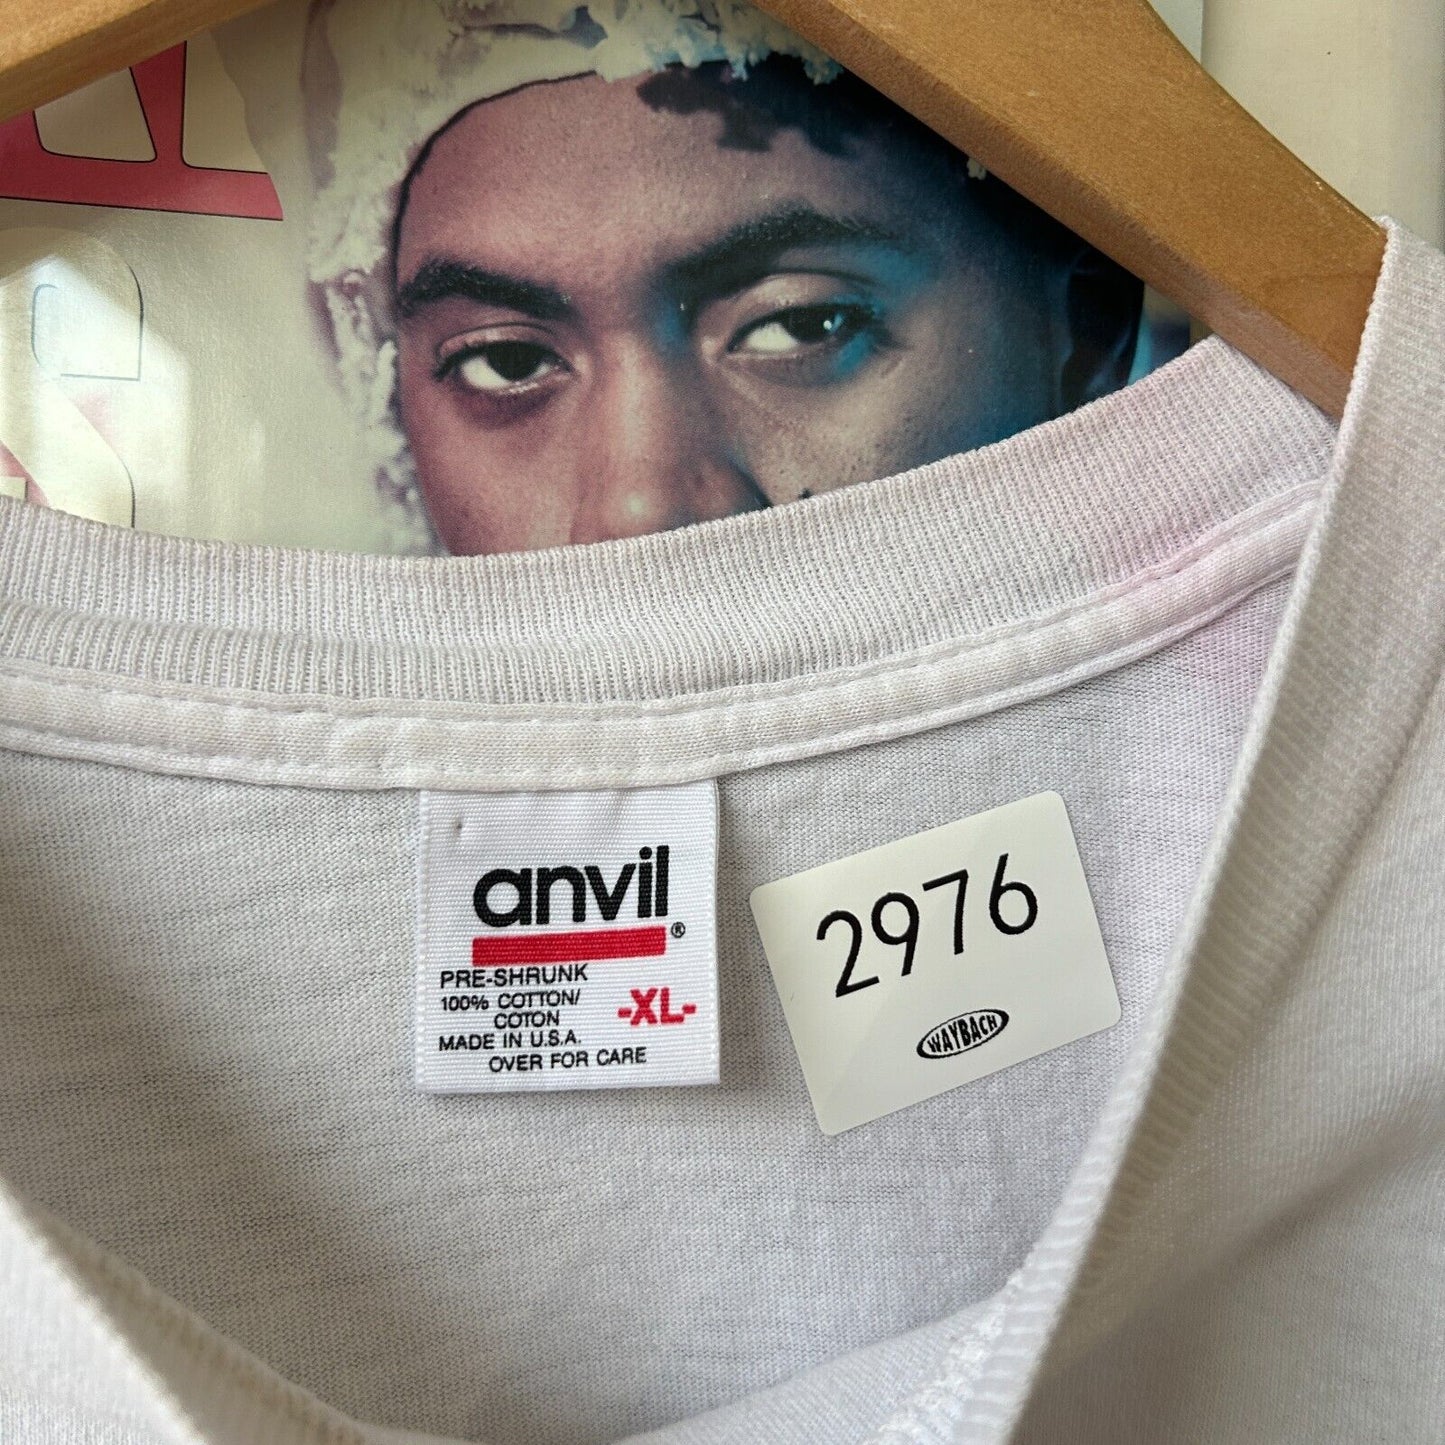 anvil®
PRE-SHRUNK
100% COTTON/
COTON
-XL-
MADE IN U.S.A.
OVER FOR CARE
2976
WAYBACH